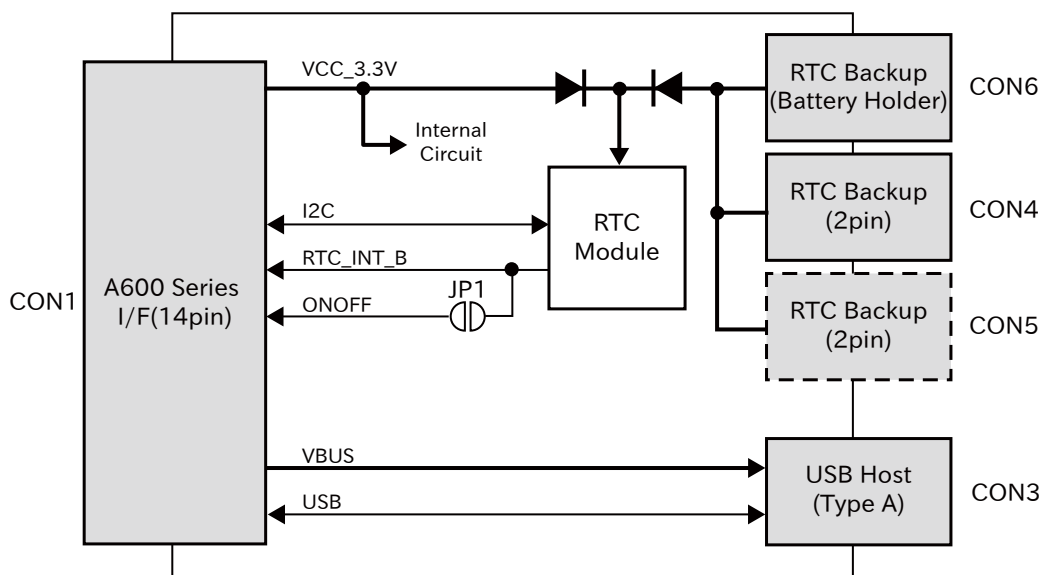 VCC_3.3V
Internal
Circuit
RTC Backup
(Battery Holder)
CON6
RTC Backup
(2pin)
CON4
I2C
RTC
Module
RTC_INT_B
CON1
A600 Series
I/F(14pin)
JP1
ONOFF
RTC Backup
(2pin)
CON5
VBUS
USB
USB Host
(Type A)
CON3